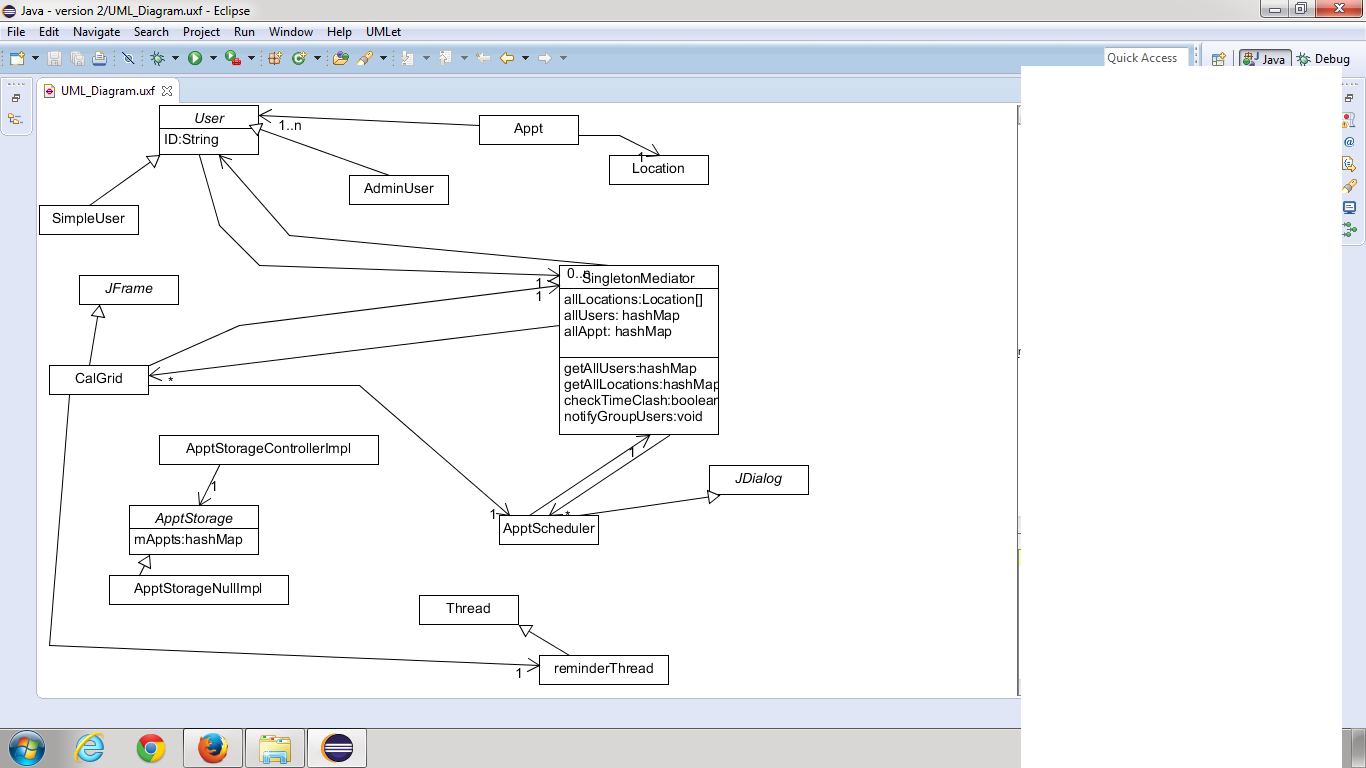 Java - version 2/UML_Diagram.uxf - Eclipse
File Edit Navigate Search Project Run Window Help UMLet
Quick Access
Java
Debug
UML_Diagram.uxf
User
ID:String
1..n
Appt
1
Location
AdminUser
SimpleUser
JFrame
0..n
SingletonMediator
1
1
allLocations:Location[]
allUsers: hashMap
allAppt: hashMap
getAllUsers:hashMap
getAllLocations:hashMap
checkTimeClash:boolean
notifyGroupUsers:void
CalGrid
*
ApptStorageControllerImpl
1
1
JDialog
ApptStorage
mAppts:hashMap
1
*
ApptScheduler
ApptStorageNullImpl
Thread
reminderThread
1